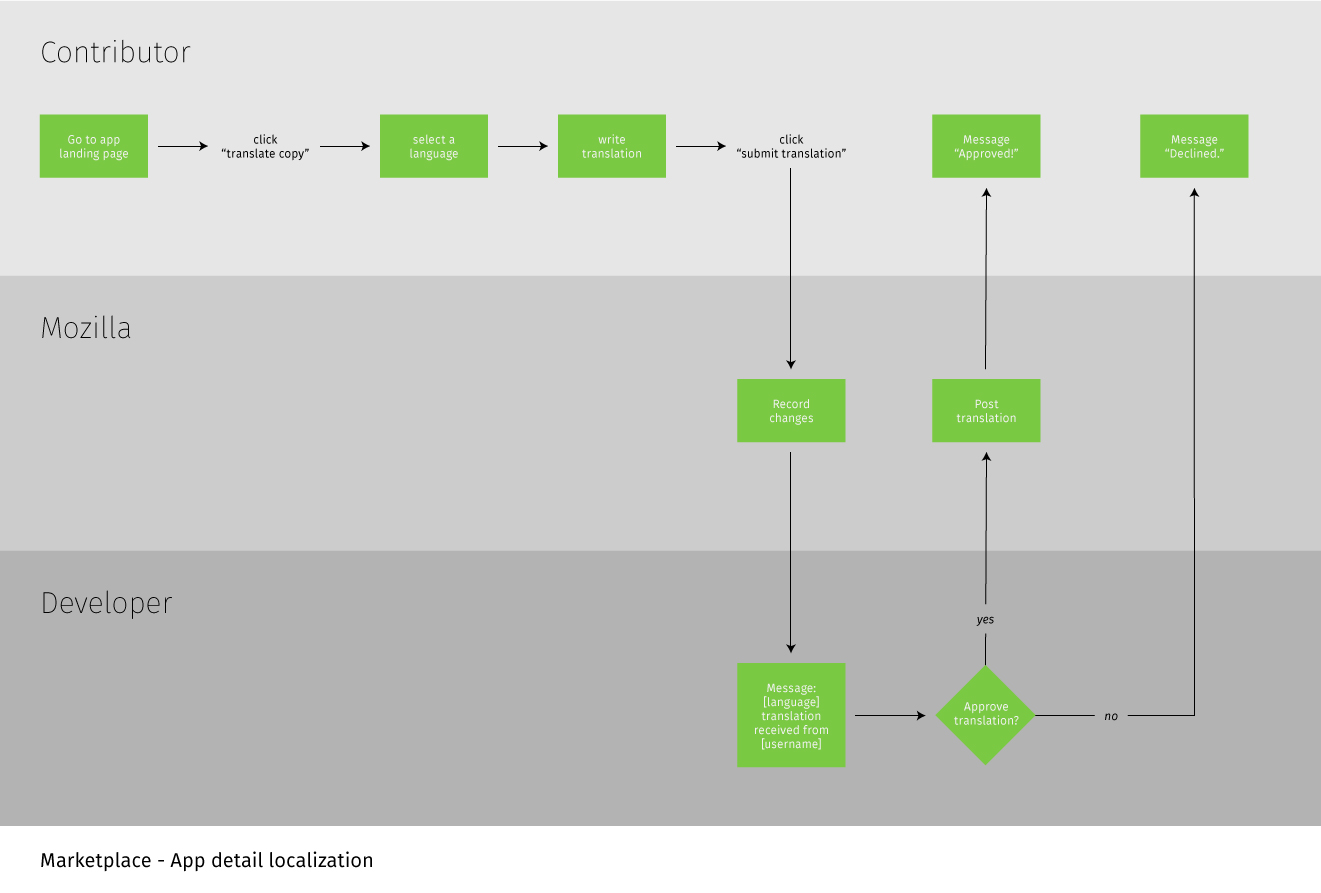 Contributor
Go to app
landing page
click
“translate copy”
select a
language
write
translation
click
“submit translation”
Message
“Approved!”
Message
“Declined.”
Mozilla
Record
changes
Post
translation
Developer
yes
Message:
[language]
translation
received from
[username]
Approve
translation?
no
Marketplace - App detail localization